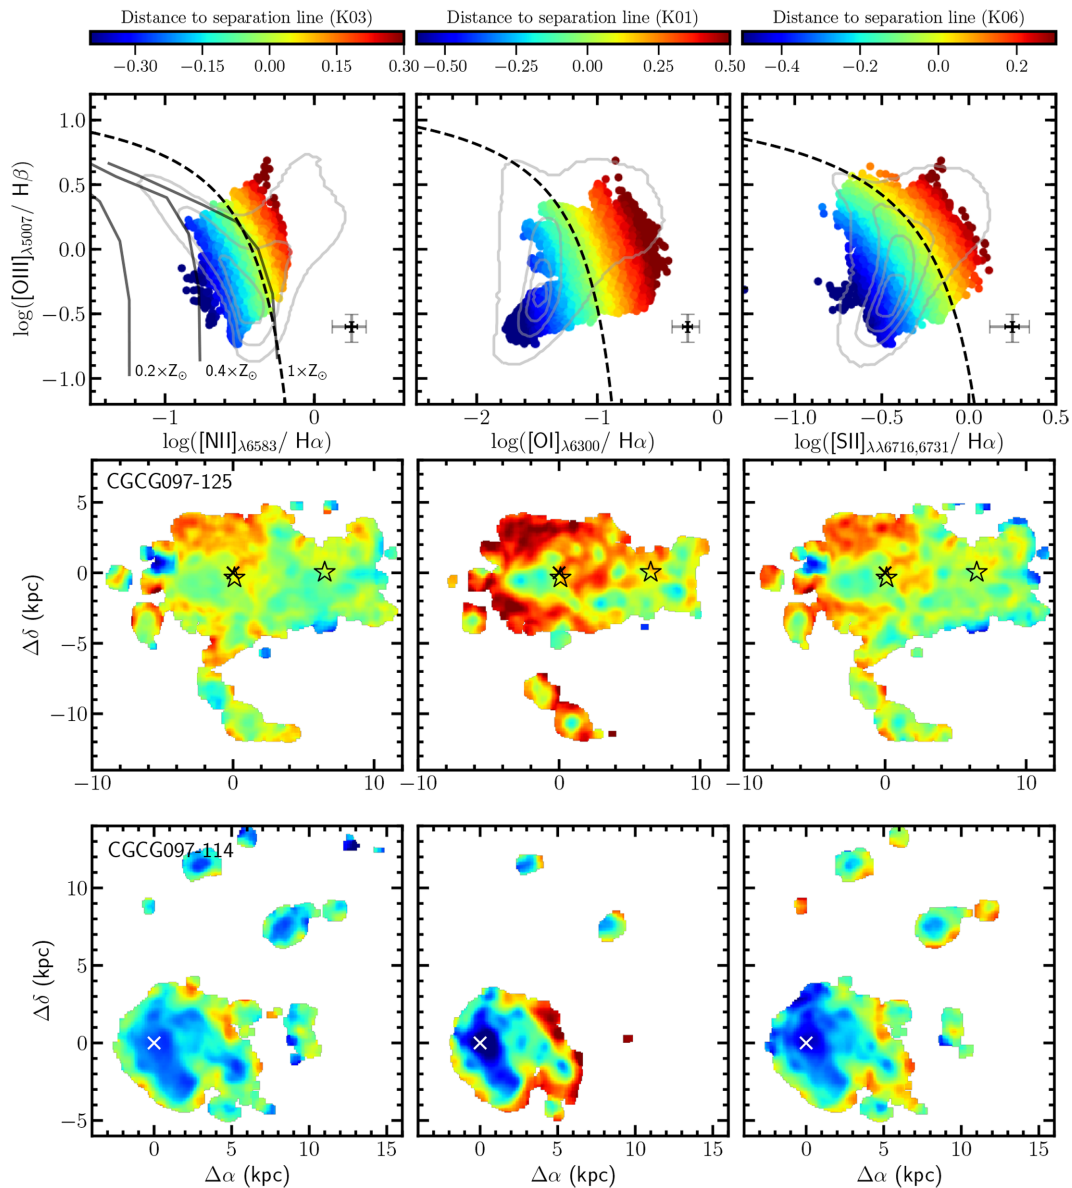 Distance to separation line (K03) Distance to separation line (K01) Distance to separation line (K06)
−0.30 −0.15 0.00 0.15 0.30 −0.50 −0.25 0.00 0.25 0.50 −0.4 −0.2 0.0 0.2
1.0
0.5
0.0
−0.5
−1.0
log([OIII]λ5007/ Hβ)
0.2×Z⊙ 0.4×Z⊙ 1×Z⊙
−1 0 −2 −1 0 −1.0 −0.5 0.0 0.5
log([NII]λ6583/ Hα) log([OI]λ6300/ Hα) log([SII]λλ6716,6731/ Hα)
CGCG097-125
5
0
−5
−10
Δδ (kpc)
−10 0 10 0 10 0 10
CGCG097-114
10
5
0
−5
Δδ (kpc)
0 5 10 15 0 5 10 15 0 5 10 15
Δα (kpc) Δα (kpc) Δα (kpc)